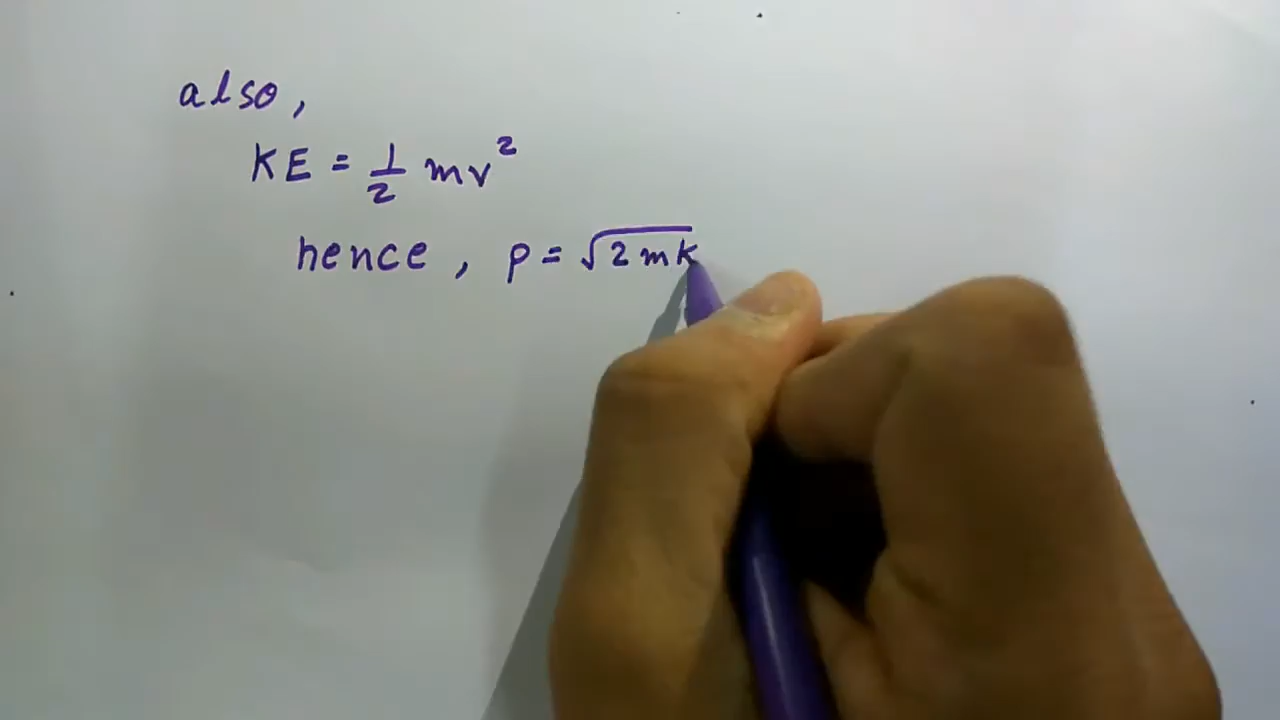 also,
KE = 1/2 mv²
hence, p = √2mk